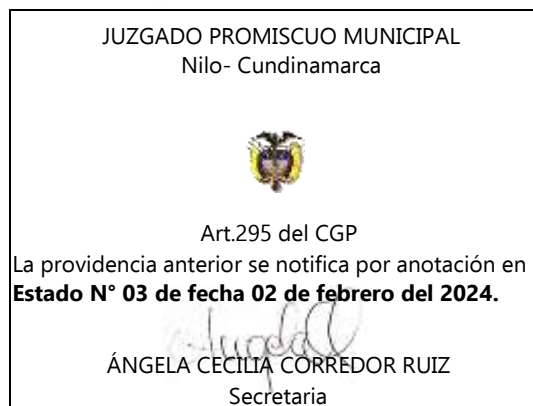 JUZGADO PROMISCUO MUNICIPAL
Nilo- Cundinamarca
Art.295 del CGP
La providencia anterior se notifica por anotación en
Estado N° 03 de fecha 02 de febrero del 2024.
ÁNGELA CECILIA CORREDOR RUIZ
Secretaria